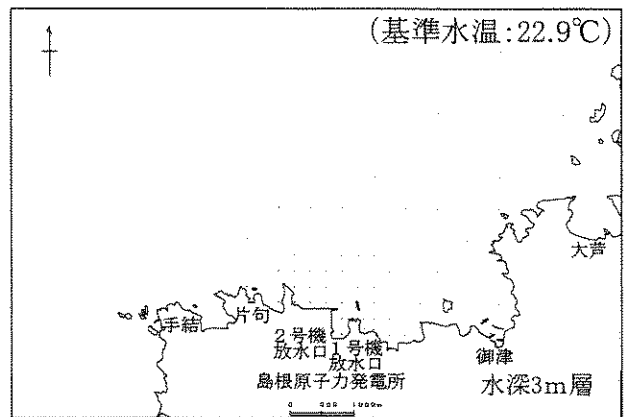 (基準水温:22.9℃)
大芦
手結
片句
2号機
放水口
1号機
放水口
御津
島根原子力発電所
水深3m層